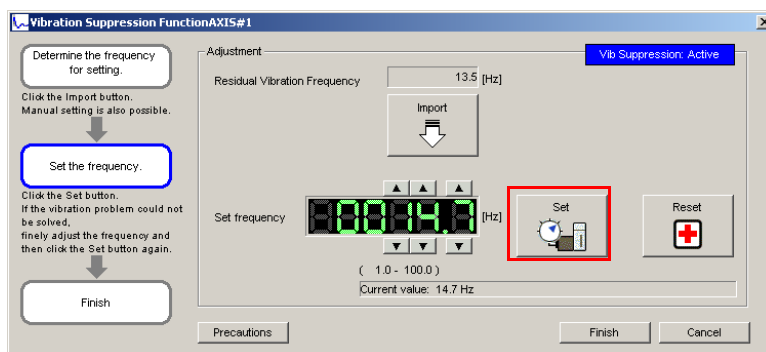 Vibration Suppression FunctionAXIS#1
Determine the frequency
for setting.
Click the Import button.
Manual setting is also possible.
Set the frequency.
Click the Set button.
If the vibration problem could not
be solved,
finely adjust the frequency and
then click the Set button again.
Finish
Adjustment
Vib Suppression: Active
Residual Vibration Frequency
13.5 [Hz]
Import
Set frequency
0014.7 [Hz]
Set
Reset
( 1.0 - 100.0 )
Current value: 14.7 Hz
Precautions
Finish
Cancel